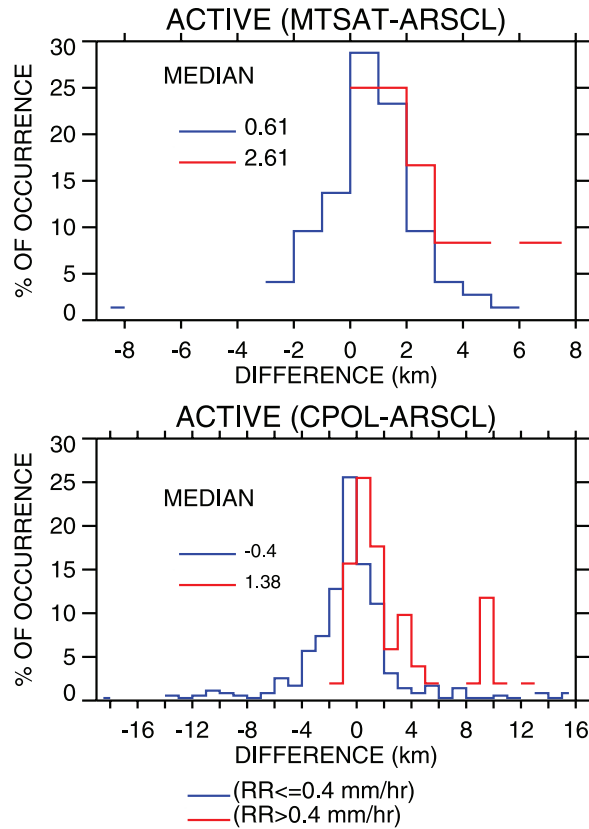 ACTIVE (MTSAT-ARSCL)
% OF OCCURRENCE
30
25
20
15
10
5
0
MEDIAN
0.61
2.61
-8 -6 -4 -2 0 2 4 6 8
DIFFERENCE (km)
ACTIVE (CPOL-ARSCL)
% OF OCCURRENCE
30
25
20
15
10
5
0
MEDIAN
-0.4
1.38
-16 -12 -8 -4 0 4 8 12 16
DIFFERENCE (km)
(RR<=0.4 mm/hr)
(RR>0.4 mm/hr)